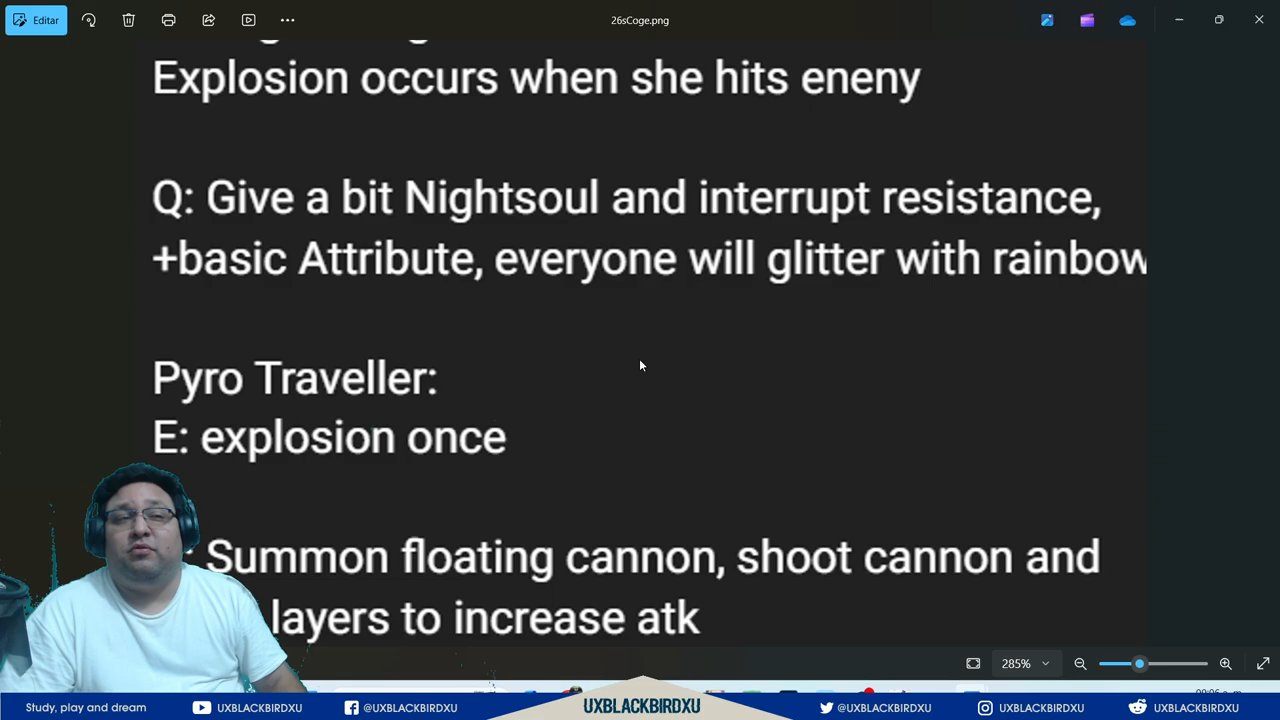 Editar
26sCoge.png
Explosion occurs when she hits eneny
Q: Give a bit Nightsoul and interrupt resistance,
+basic Attribute, everyone will glitter with rainbow
Pyro Traveller:
E: explosion once
Summon floating cannon, shoot cannon and
layers to increase atk
285%
Study, play and dream
UXBLACKBIRDXU
@UXBLACKBIRDXU
UXBLACKBIRDXU
@UXBLACKBIRDXU
UXBLACKBIRDXU
UXBLACKBIRDXU